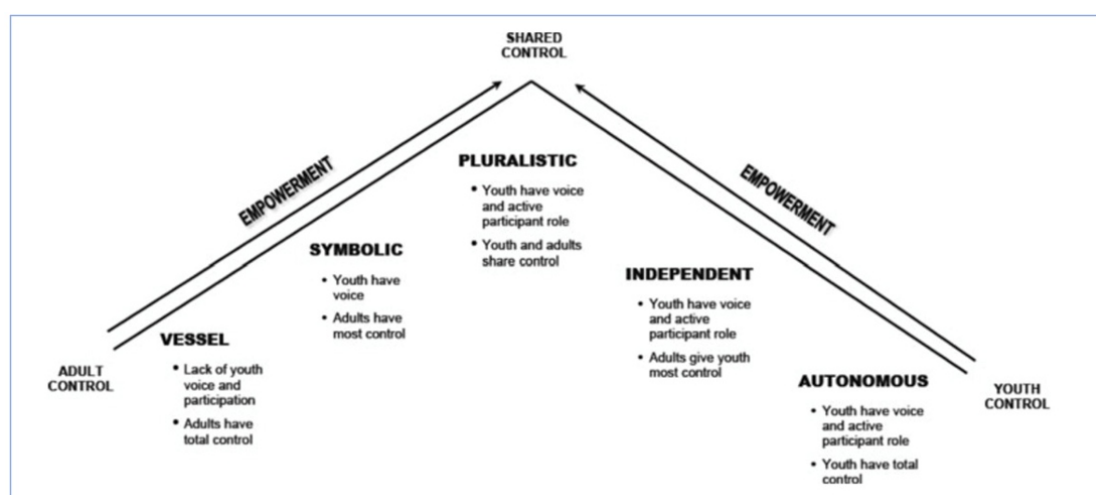 SHARED
CONTROL
EMPOWERMENT
EMPOWERMENT
PLURALISTIC
• Youth have voice
and active
participant role
• Youth and adults
share control
SYMBOLIC
• Youth have
voice
• Adults have
most control
INDEPENDENT
• Youth have voice
and active
participant role
• Adults give youth
most control
VESSEL
• Lack of youth
voice and
participation
• Adults have
total control
ADULT
CONTROL
AUTONOMOUS
• Youth have voice
and active
participant role
• Youth have total
control
YOUTH
CONTROL